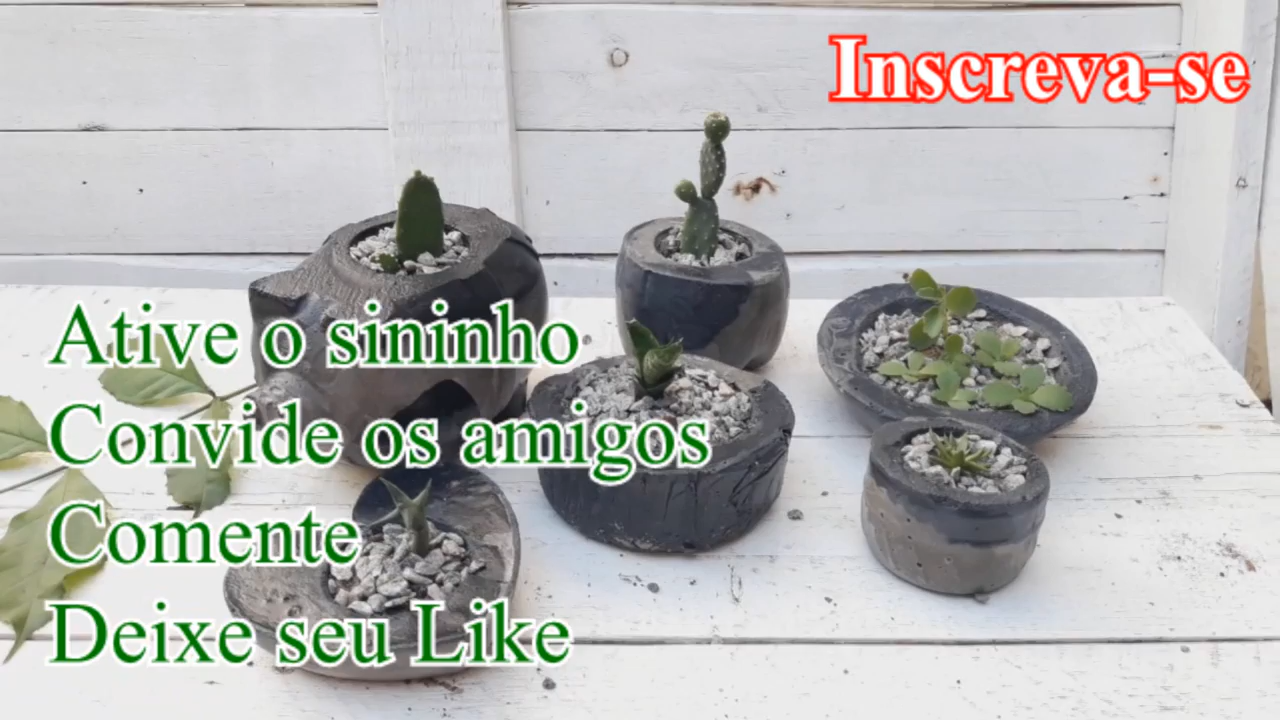 Inscreva-se
Ative o sininho
Convide os amigos
Comente
Deixe seu Like